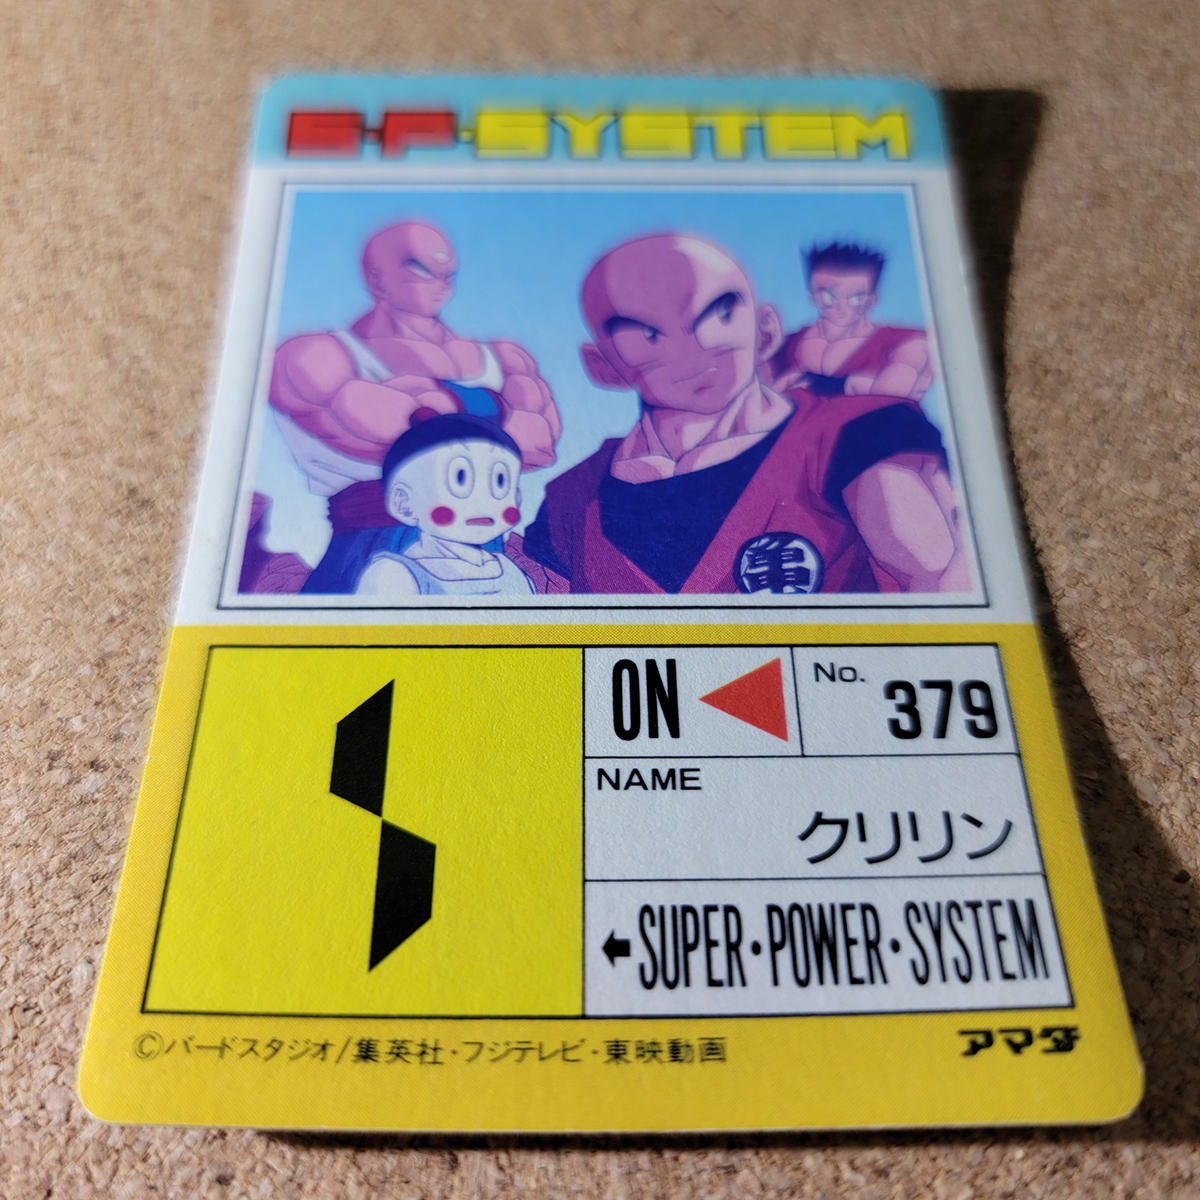 S・P・SYSTEM
亀
ON
No. 379
NAME
クリリン
SUPER・POWER・SYSTEM
©バードスタジオ/集英社・フジテレビ・東映動画
アマダ